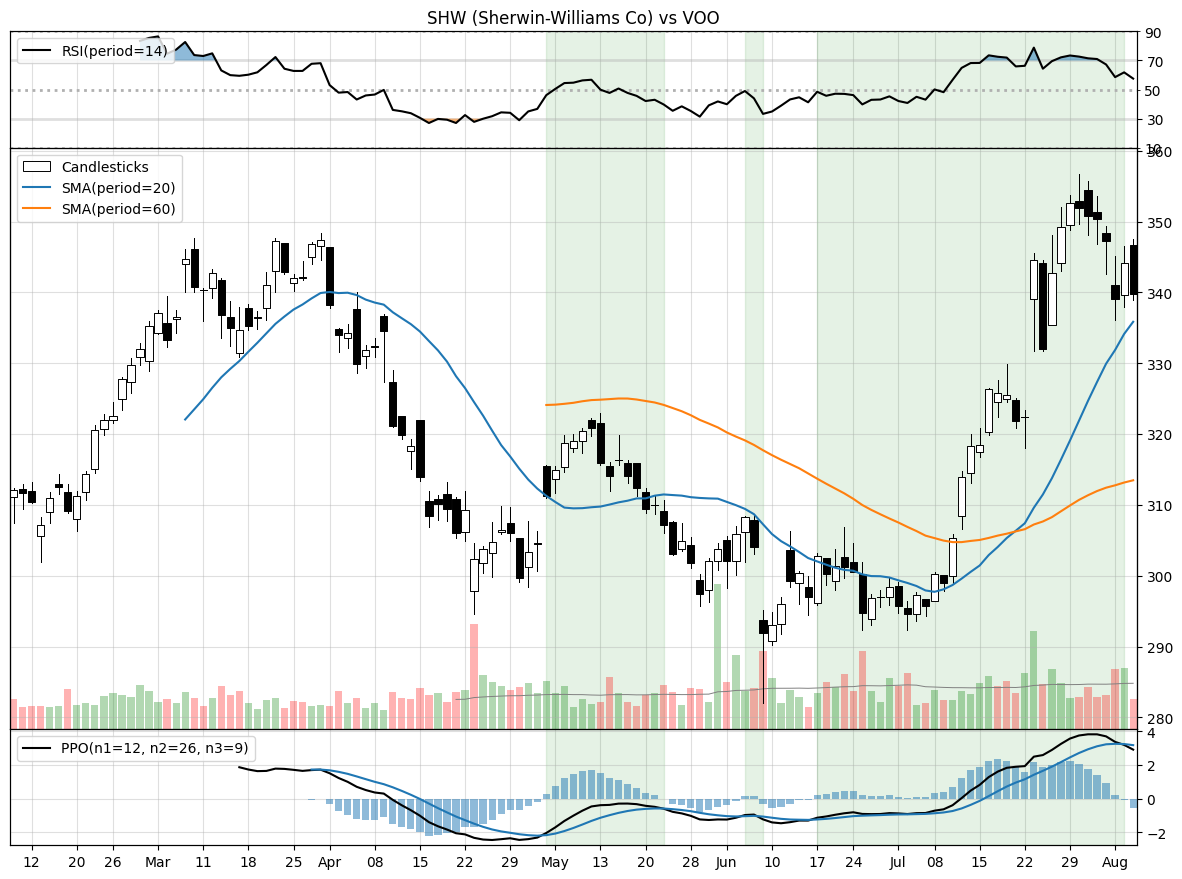 SHW (Sherwin-Williams Co) vs VOO
RSI(period=14)
90
70
50
30
10
Candlesticks
SMA(period=20)
SMA(period=60)
360
350
340
330
320
310
300
290
280
PPO(n1=12, n2=26, n3=9)
4
2
0
−2
12 20 26 Mar 11 18 25 Apr 08 15 22 29 May 13 20 28 Jun 10 17 24 Jul 08 15 22 29 Aug